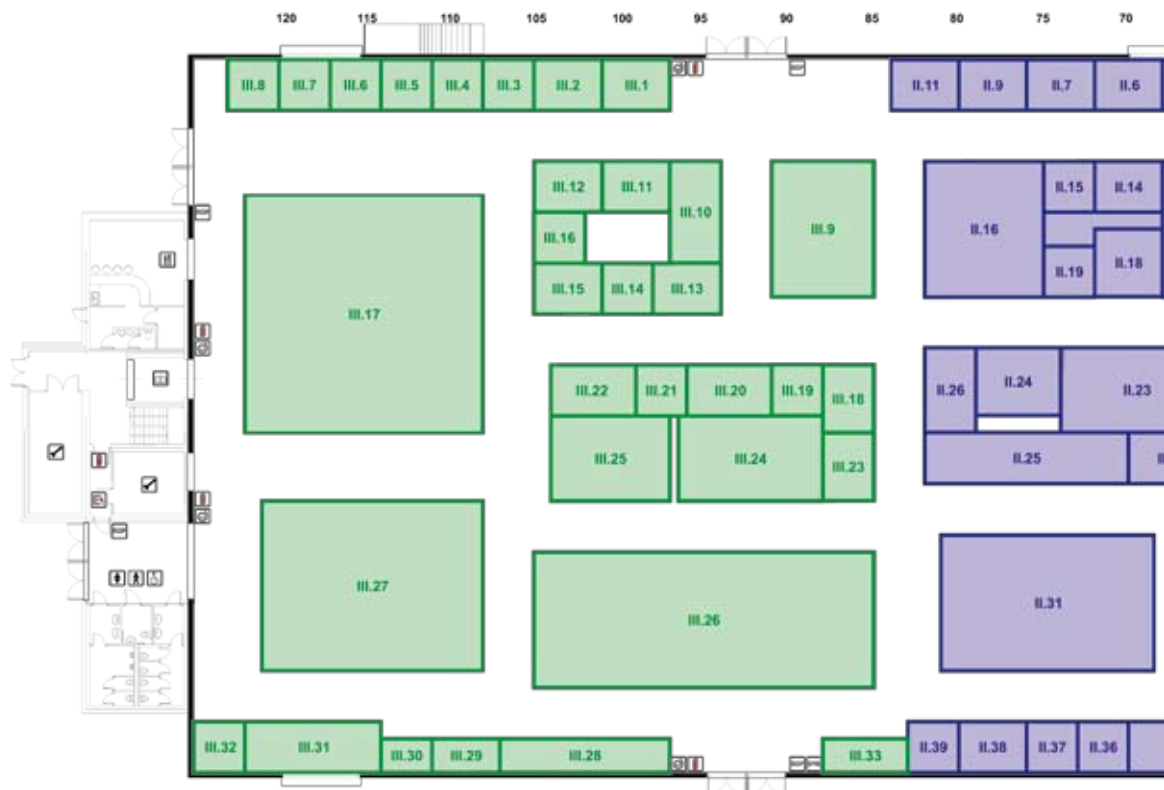 120 115 110 105 100 95 90 85 80 75 70
III.8 III.7 III.6 III.5 III.4 III.3 III.2 III.1 II.11 II.9 II.7 II.6
III.12 III.11 II.15 II.14
III.10
III.9 II.16
III.16
II.18
III.15 III.14 III.13 II.19
III.17
III.22 III.21 III.20 III.19 III.18 II.26 II.24 II.23
III.25 III.24 III.23 II.25
III.27
II.31
III.26
III.32 III.31 III.30 III.29 III.28 III.33 II.39 II.38 II.37 II.36